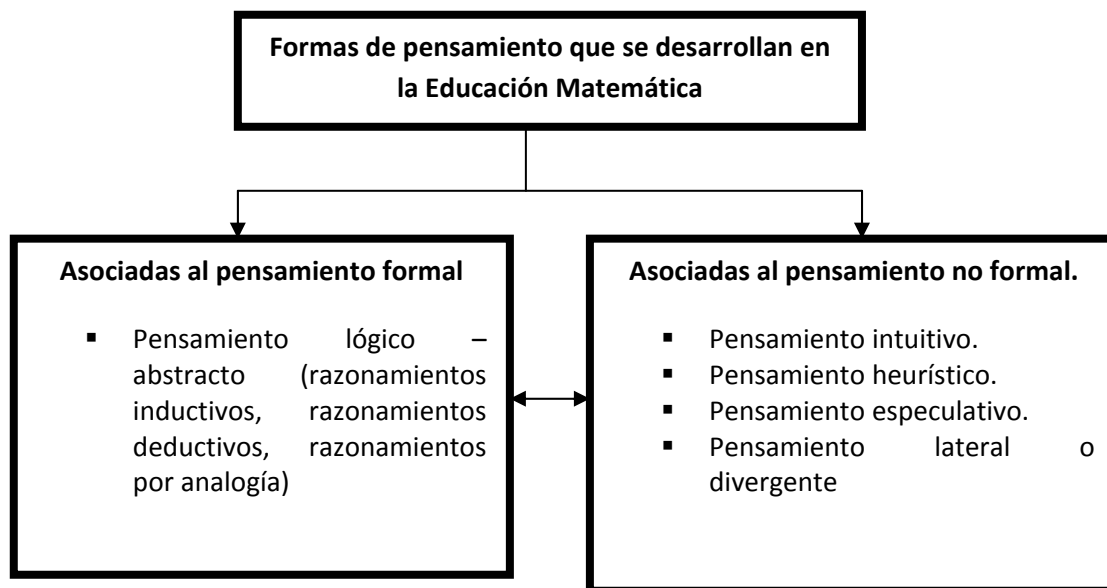 Formas de pensamiento que se desarrollan en
la Educación Matemática
Asociadas al pensamiento formal
▪ Pensamiento lógico –
abstracto (razonamientos
inductivos, razonamientos
deductivos, razonamientos
por analogía)
Asociadas al pensamiento no formal.
▪ Pensamiento intuitivo.
▪ Pensamiento heurístico.
▪ Pensamiento especulativo.
▪ Pensamiento lateral o
divergente